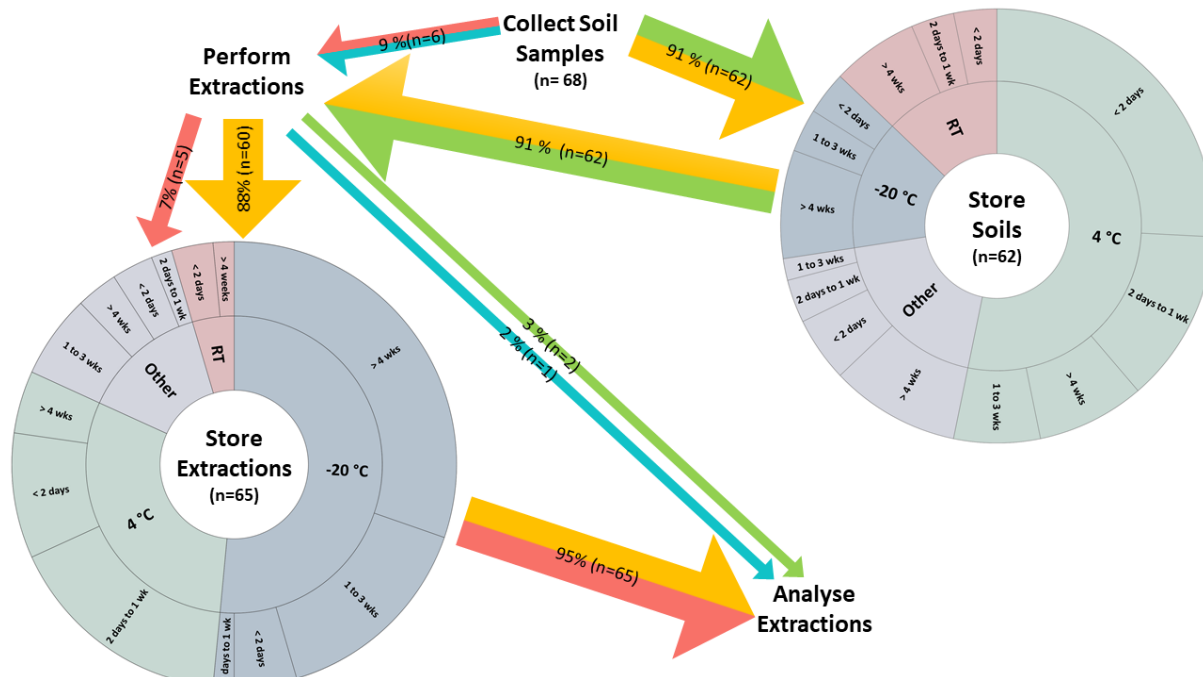 Collect Soil
Samples
(n= 68)
9 %(n=6)
91 % (n=62)
Perform
Extractions
91 % (n=62)
7% (n=5)
88% (n=60)
3 % (n=2)
2 % (n=1)
95% (n=65)
Analyse
Extractions
Store
Soils
(n=62)
4 °C
< 2 days
2 days to 1 wk
> 4 wks
1 to 3 wks
Other
> 4 wks
< 2 days
2 days to 1 wk
1 to 3 wks
-20 °C
> 4 wks
1 to 3 wks
< 2 days
RT
> 4 wks
2 days to 1 wk
< 2 days
Store
Extractions
(n=65)
-20 °C
> 4 wks
1 to 3 wks
< 2 days
days to 1 wk
4 °C
2 days to 1 wk
< 2 days
> 4 wks
Other
1 to 3 wks
> 4 wks
< 2 days
2 days to 1 wk
RT
< 2 days
> 4 weeks